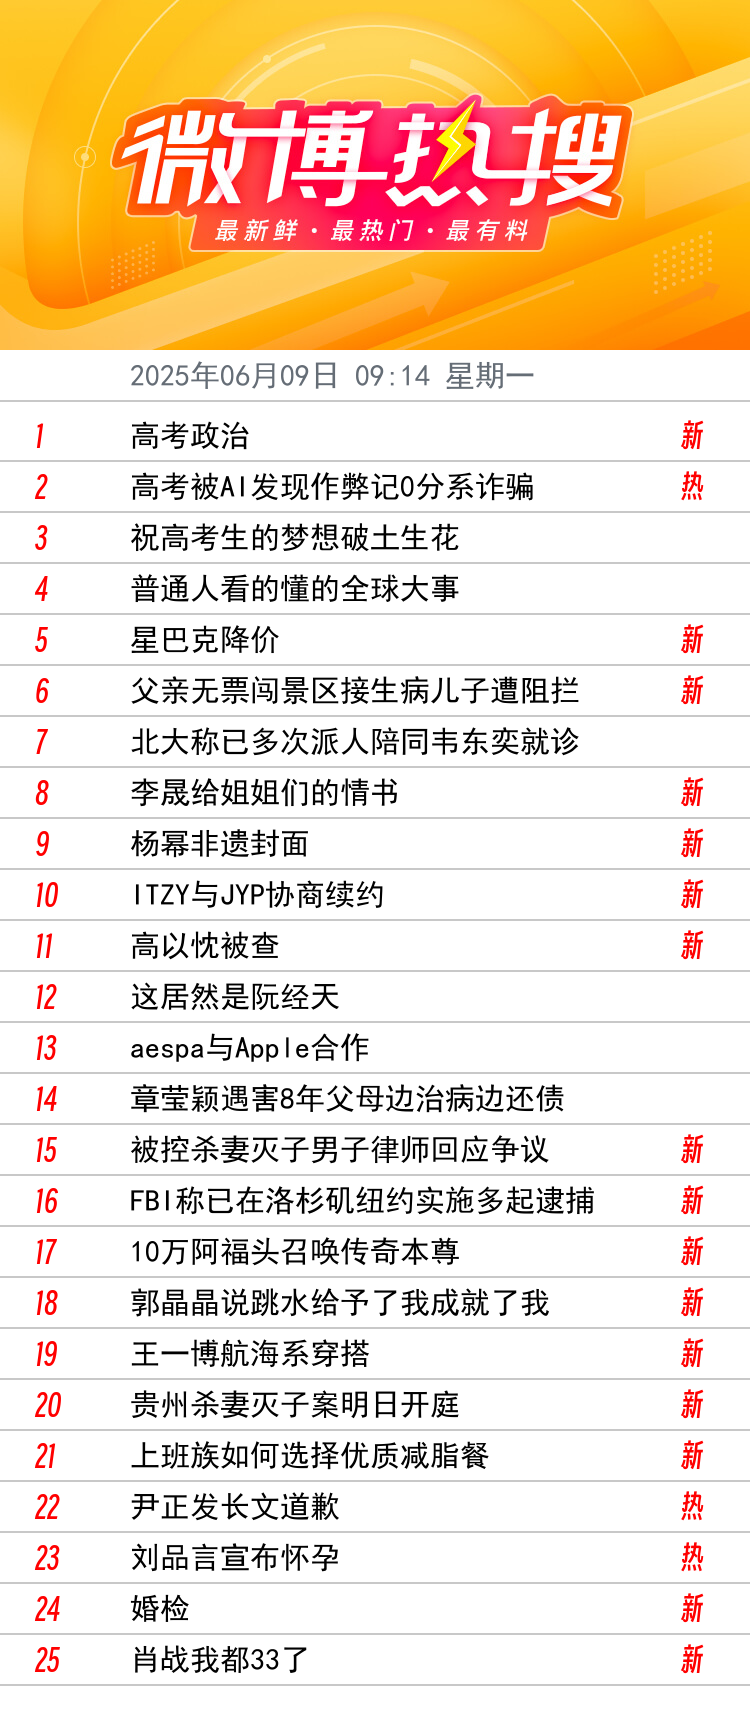 微博热搜
最新鲜·最热门·最有料
2025年06月09日 09:14 星期一
1 高考政治 新
2 高考被AI发现作弊记0分系诈骗 热
3 祝高考生的梦想破土生花
4 普通人看的懂的全球大事
5 星巴克降价 新
6 父亲无票闯景区接生病儿子遭阻拦 新
7 北大称已多次派人陪同韦东奕就诊
8 李晟给姐姐们的情书 新
9 杨幂非遗封面 新
10 ITZY与JYP协商续约 新
11 高以忱被查 新
12 这居然是阮经天
13 aespa与Apple合作
14 章莹颖遇害8年父母边治病边还债
15 被控杀妻灭子男子律师回应争议 新
16 FBI称已在洛杉矶纽约实施多起逮捕 新
17 10万阿福头召唤传奇本尊 新
18 郭晶晶说跳水给予了我成就了我 新
19 王一博航海系穿搭 新
20 贵州杀妻灭子案明日开庭 新
21 上班族如何选择优质减脂餐 新
22 尹正发长文道歉 热
23 刘品言宣布怀孕 热
24 婚检 新
25 肖战我都33了 新